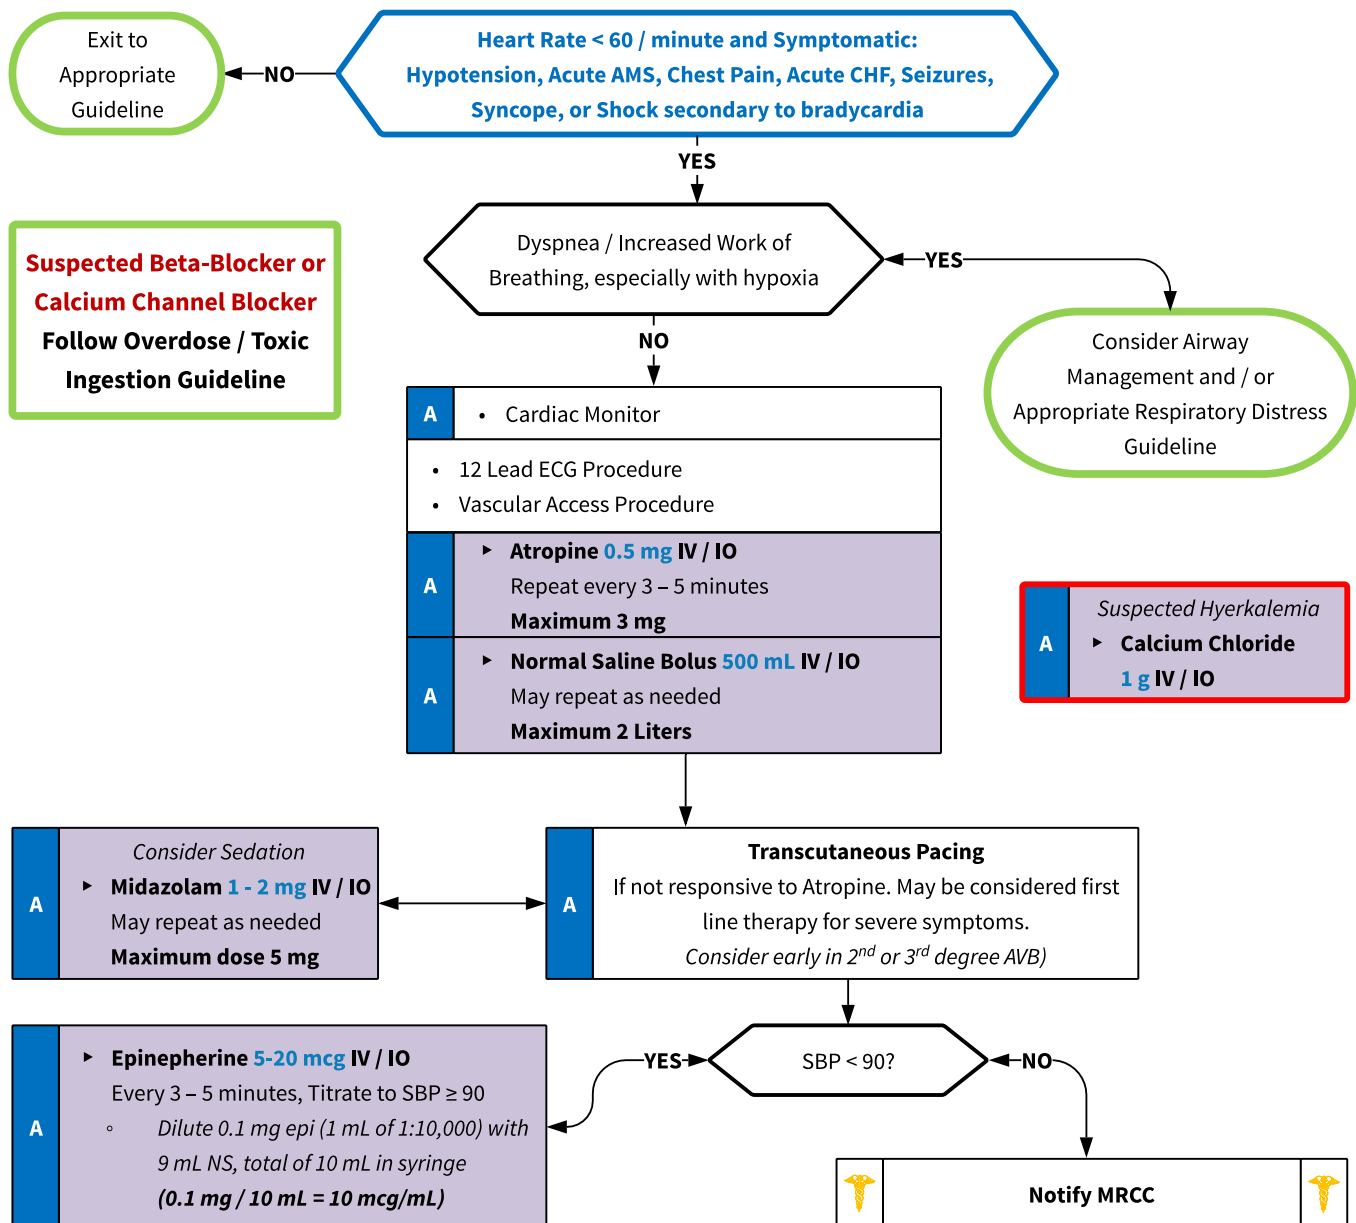 Exit to
Appropriate
Guideline
NO
Heart Rate < 60 / minute and Symptomatic:
Hypotension, Acute AMS, Chest Pain, Acute CHF, Seizures,
Syncope, or Shock secondary to bradycardia
YES
Suspected Beta-Blocker or
Calcium Channel Blocker
Follow Overdose / Toxic
Ingestion Guideline
Dyspnea / Increased Work of
Breathing, especially with hypoxia
YES
NO
Consider Airway
Management and / or
Appropriate Respiratory Distress
Guideline
A
• Cardiac Monitor
• 12 Lead ECG Procedure
• Vascular Access Procedure
A
▸ Atropine 0.5 mg IV / IO
Repeat every 3 – 5 minutes
Maximum 3 mg
A
▸ Normal Saline Bolus 500 mL IV / IO
May repeat as needed
Maximum 2 Liters
A
Suspected Hyerkalemia
▸ Calcium Chloride
1 g IV / IO
A
Consider Sedation
▸ Midazolam 1 - 2 mg IV / IO
May repeat as needed
Maximum dose 5 mg
A
Transcutaneous Pacing
If not responsive to Atropine. May be considered first
line therapy for severe symptoms.
Consider early in 2nd or 3rd degree AVB)
A
▸ Epinepherine 5-20 mcg IV / IO
Every 3 – 5 minutes, Titrate to SBP ≥ 90
◦ Dilute 0.1 mg epi (1 mL of 1:10,000) with
9 mL NS, total of 10 mL in syringe
(0.1 mg / 10 mL = 10 mcg/mL)
YES
SBP < 90?
NO
Notify MRCC